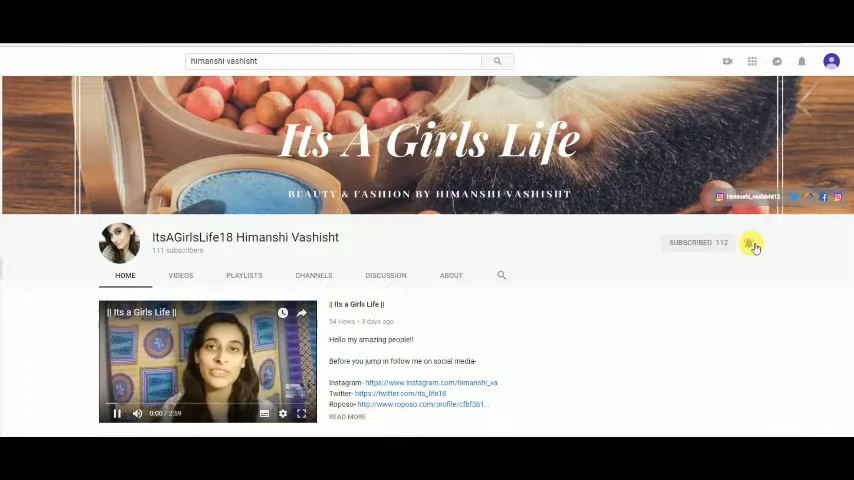 himanshi vashisht
Its A Girls Life
BEAUTY & FASHION BY HIMANSHI VASHISHT
himanshi_vashisht12
ItsAGirlsLife18 Himanshi Vashisht
111 subscribers
SUBSCRIBED 112
HOME VIDEOS PLAYLISTS CHANNELS DISCUSSION ABOUT
|| Its a Girls Life ||
0:00 / 2:59
|| Its a Girls Life ||
54 views • 3 days ago
Hello my amazing people!!
Before you jump in follow me on social media-
Instagram- https://www.instagram.com/himanshi_va...
Twitter- https://twitter.com/its_life18
Roposo- http://www.roposo.com/profile/cfbf3b1...
READ MORE